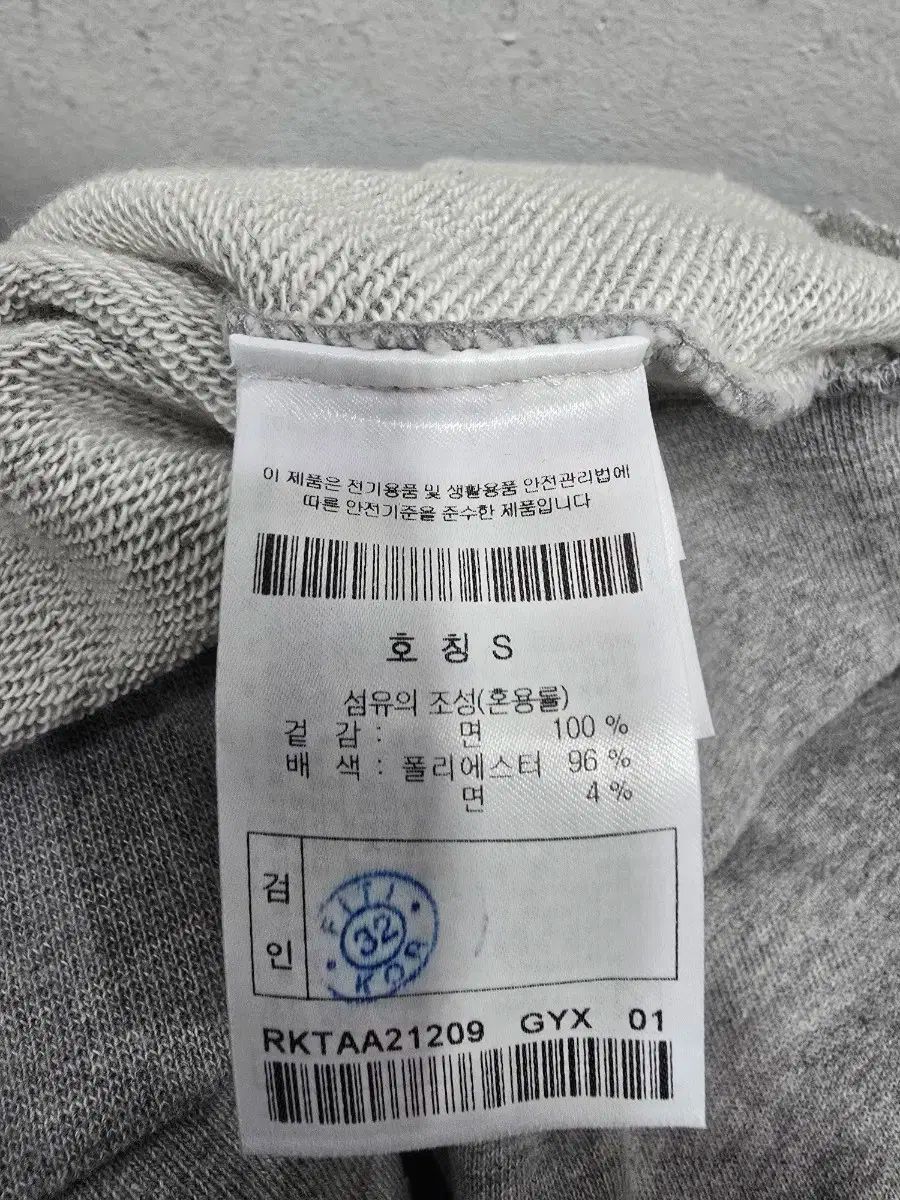 이 제품은 전기용품 및 생활용품 안전관리법에
따른 안전기준을 준수한 제품입니다
호 칭 S
섬유의 조성(혼용률)
겉 감 : 면 100 %
배 색 : 폴리에스터 96 %
면 4 %
검
인
FITI
32
KOR
RKTAA21209 GYX 01